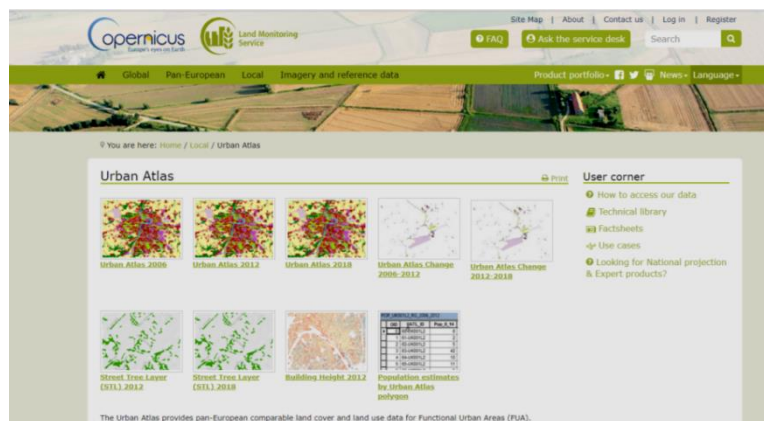 Site Map | About | Contact us | Log in | Register
Copernicus
Europe's eyes on Earth
Land Monitoring
Service
FAQ
Ask the service desk
Search
Global Pan-European Local Imagery and reference data
Product portfolio News Language
You are here: Home / Local / Urban Atlas
Urban Atlas
Print
Urban Atlas 2006
Urban Atlas 2012
Urban Atlas 2018
Urban Atlas Change
2006-2012
Urban Atlas Change
2012-2018
Street Tree Layer
(STL) 2012
Street Tree Layer
(STL) 2018
Building Height 2012
Population estimates
by Urban Atlas
polygon
The Urban Atlas provides pan-European comparable land cover and land use data for Functional Urban Areas (FUA).
User corner
How to access our data
Technical library
Factsheets
Use cases
Looking for National projection
& Expert products?